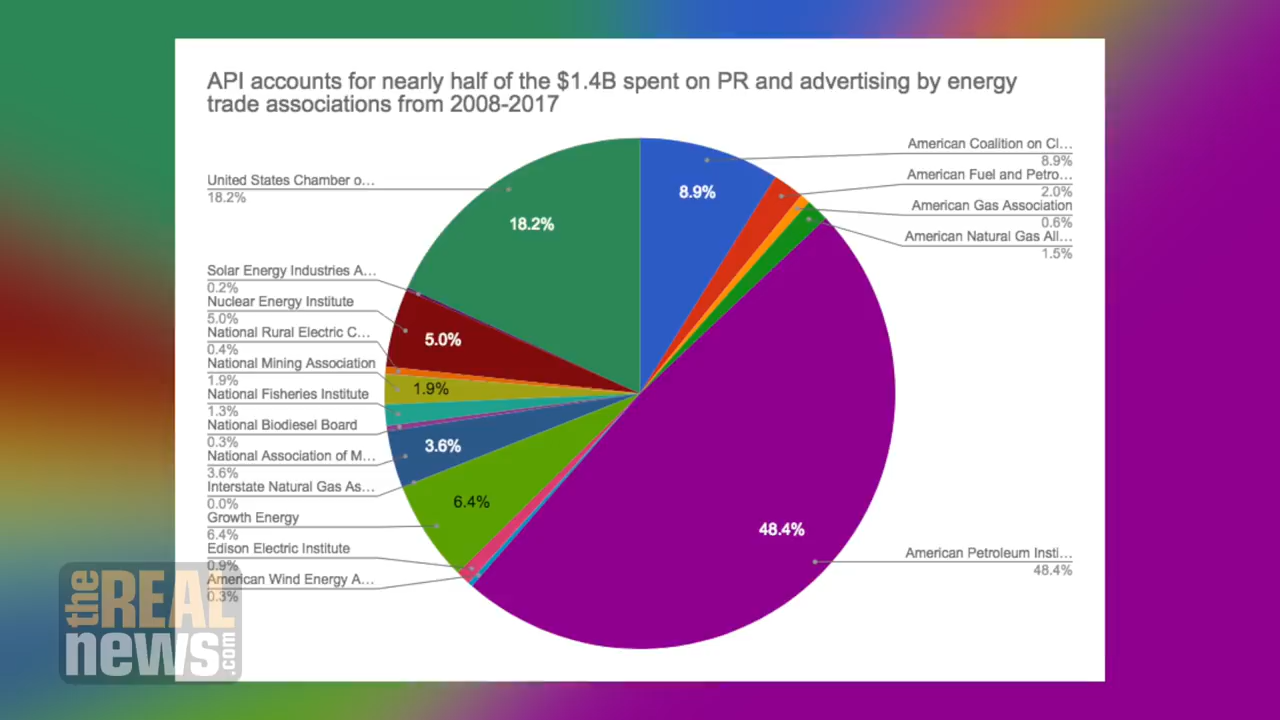 API accounts for nearly half of the $1.4B spent on PR and advertising by energy
trade associations from 2008-2017
American Coalition on Cl...
8.9%
American Fuel and Petro...
2.0%
American Gas Association
0.6%
American Natural Gas All...
1.5%
American Petroleum Insti...
48.4%
United States Chamber o...
18.2%
Solar Energy Industries A...
0.2%
Nuclear Energy Institute
5.0%
National Rural Electric C...
0.4%
National Mining Association
1.9%
National Fisheries Institute
1.3%
National Biodiesel Board
0.3%
National Association of M...
3.6%
Interstate Natural Gas As...
0.0%
Growth Energy
6.4%
Edison Electric Institute
0.9%
American Wind Energy A...
0.3%
8.9%
18.2%
5.0%
1.9%
3.6%
6.4%
48.4%
the REAL
news.com